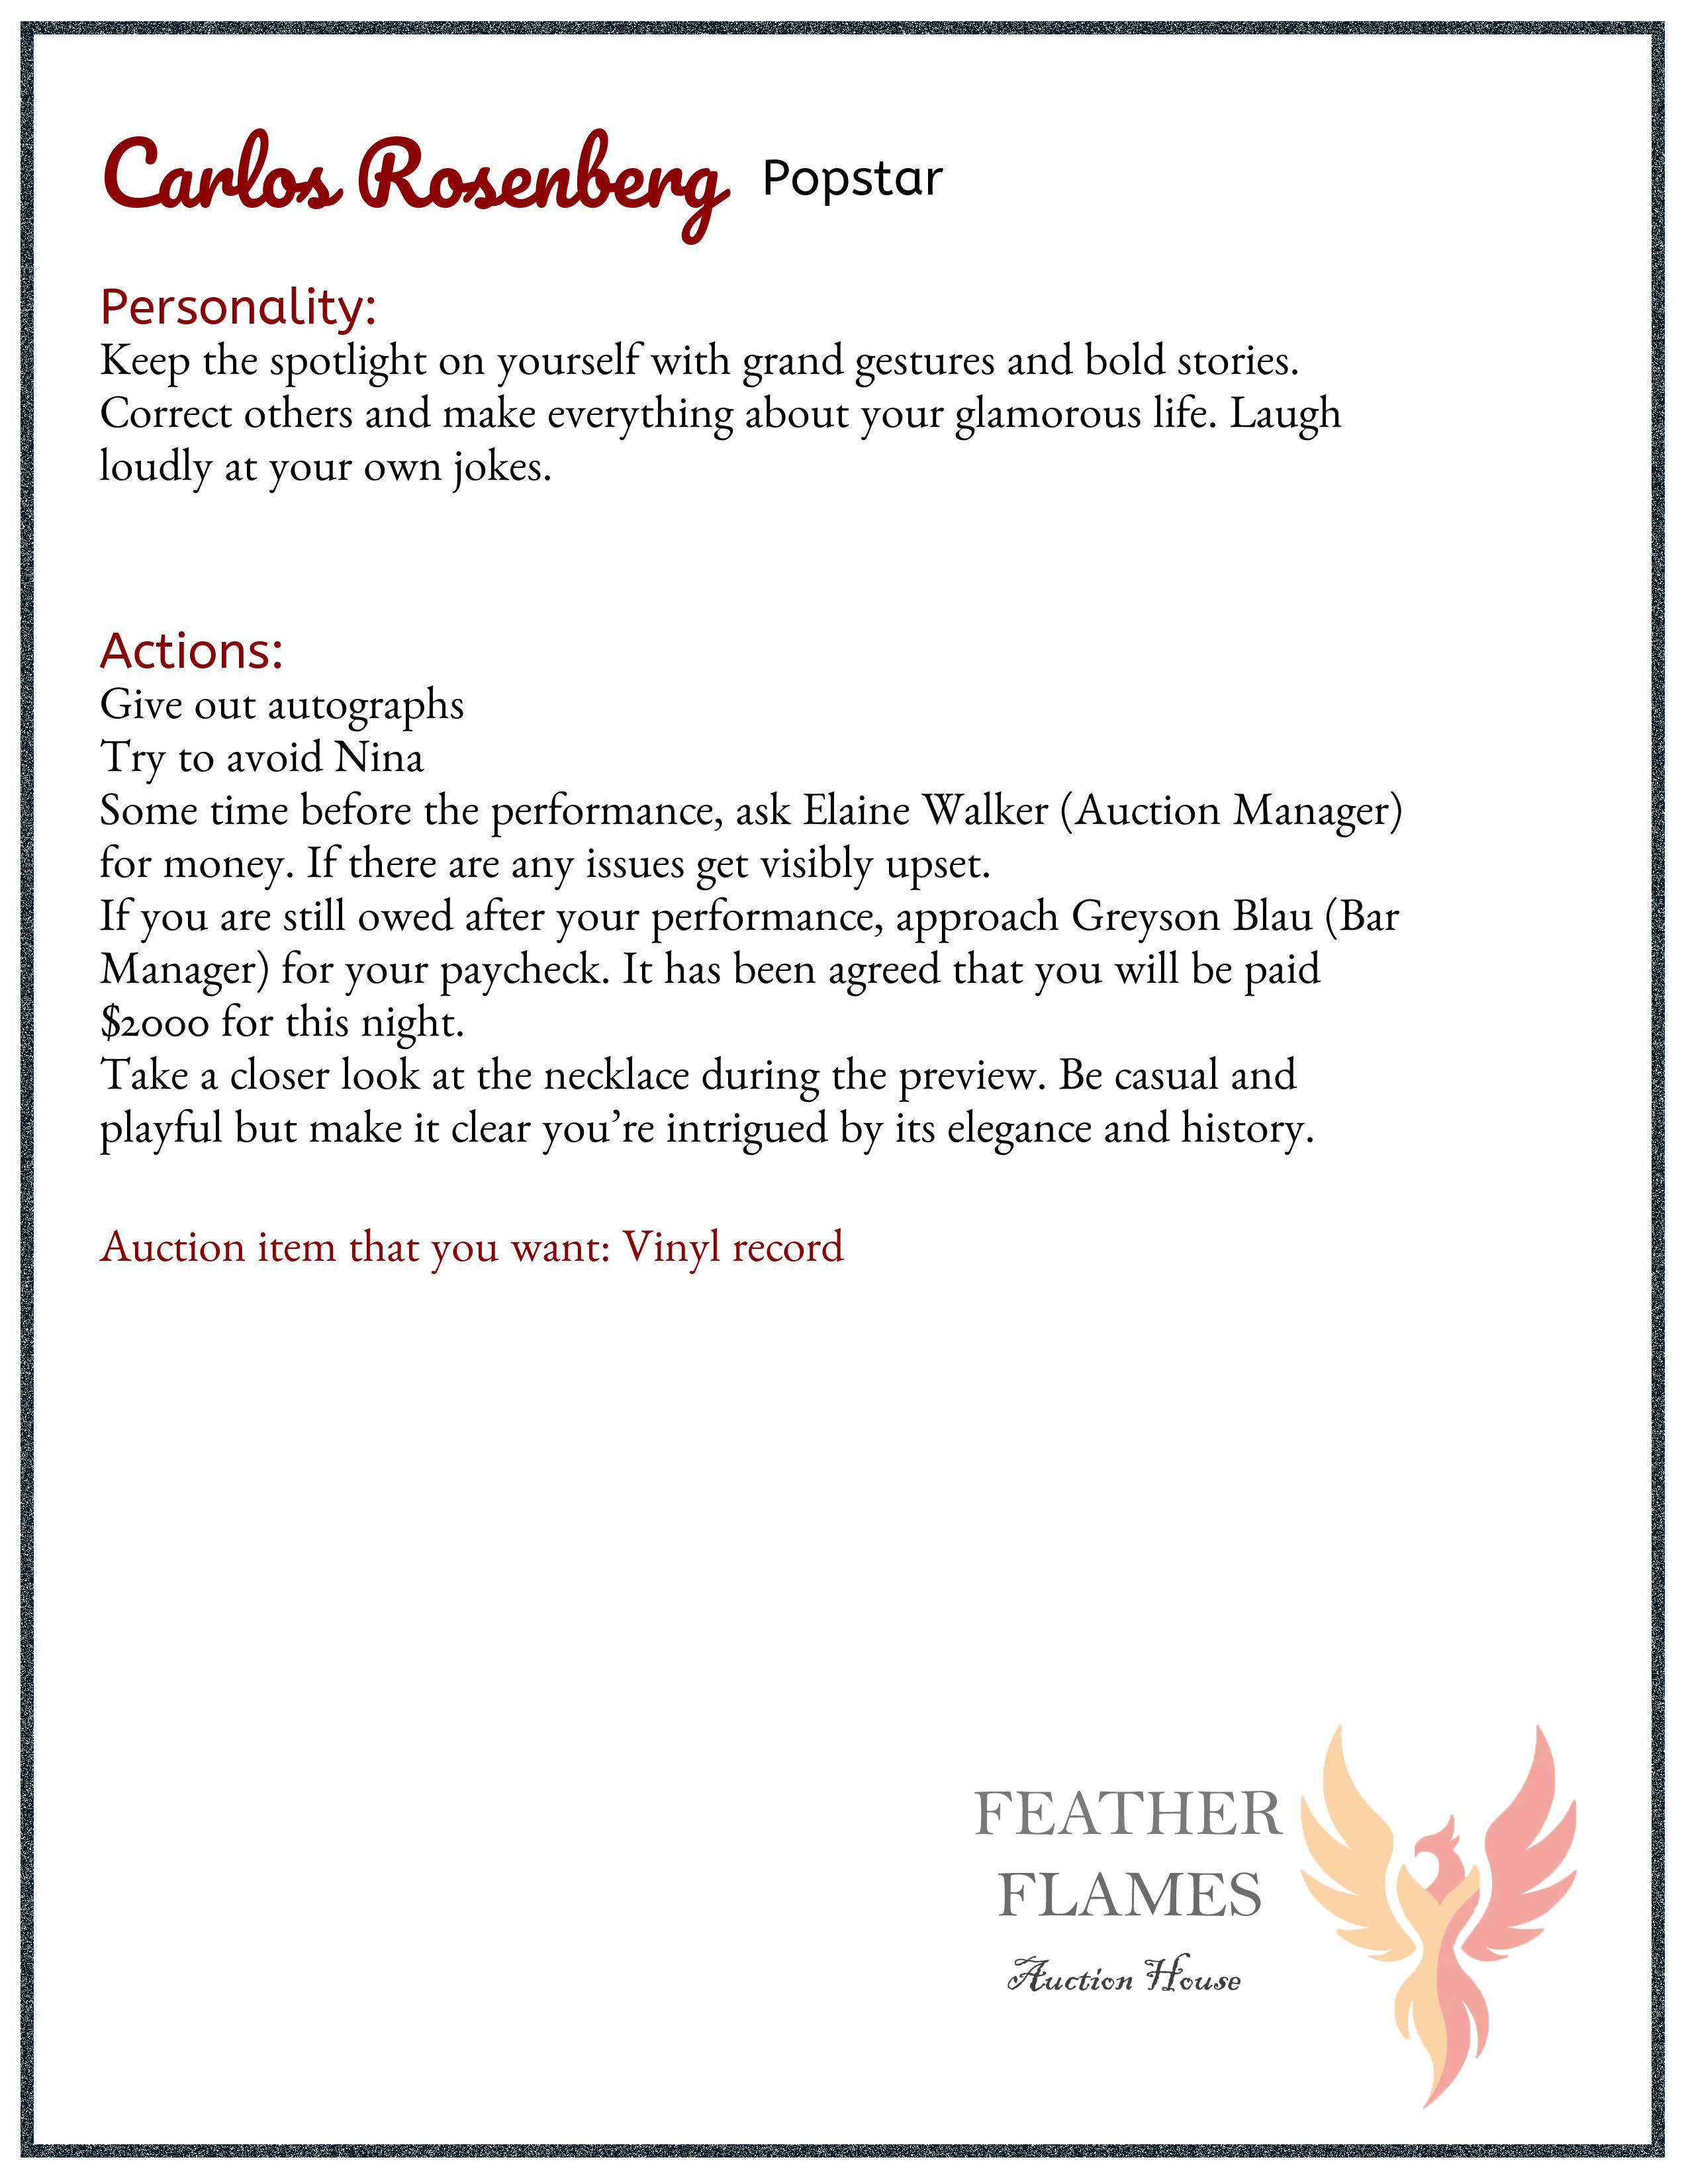 Carlos Rosenberg Popstar
Personality:
Keep the spotlight on yourself with grand gestures and bold stories.
Correct others and make everything about your glamorous life. Laugh
loudly at your own jokes.
Actions:
Give out autographs
Try to avoid Nina
Some time before the performance, ask Elaine Walker (Auction Manager)
for money. If there are any issues get visibly upset.
If you are still owed after your performance, approach Greyson Blau (Bar
Manager) for your paycheck. It has been agreed that you will be paid
$2000 for this night.
Take a closer look at the necklace during the preview. Be casual and
playful but make it clear you’re intrigued by its elegance and history.
Auction item that you want: Vinyl record
FEATHER
FLAMES
Auction House